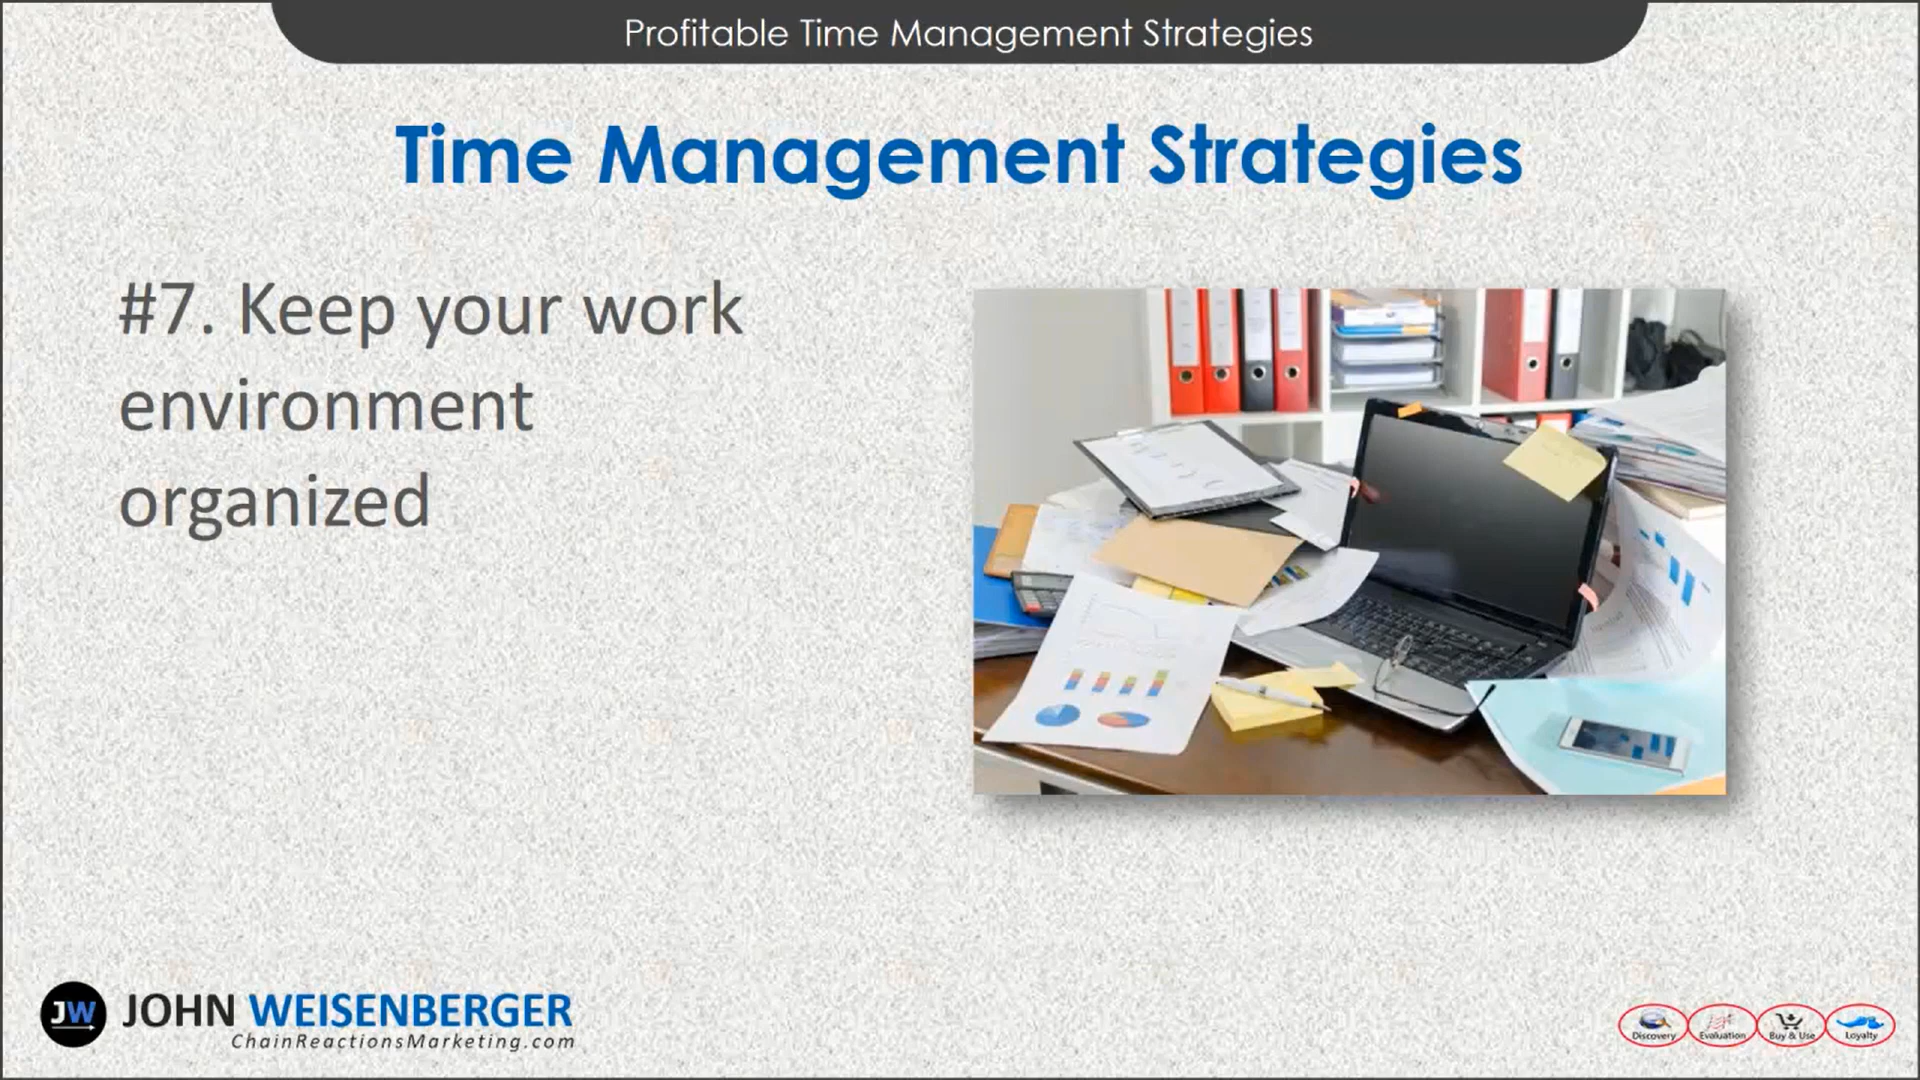 Profitable Time Management Strategies
Time Management Strategies
#7. Keep your work
environment
organized
JW
JOHN WEISENBERGER
ChainReactionsMarketing.com
Discovery
Evaluation
Buy & Use
Loyalty